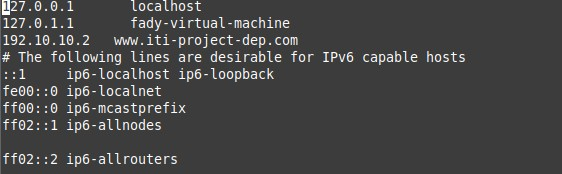 127.0.0.1 localhost
127.0.1.1 fady-virtual-machine
192.10.10.2 www.iti-project-dep.com
# The following lines are desirable for IPv6 capable hosts
::1 ip6-localhost ip6-loopback
fe00::0 ip6-localnet
ff00::0 ip6-mcastprefix
ff02::1 ip6-allnodes
ff02::2 ip6-allrouters